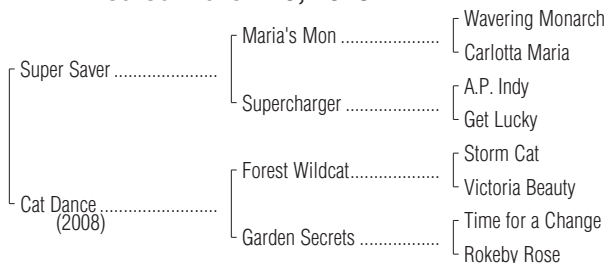 Wavering Monarch
Maria's Mon ....................
Carlotta Maria
Super Saver .....................
A.P. Indy
Supercharger ...................
Get Lucky
Storm Cat
Forest Wildcat..................
Victoria Beauty
Cat Dance........................
(2008)
Time for a Change
Garden Secrets ................
Rokeby Rose